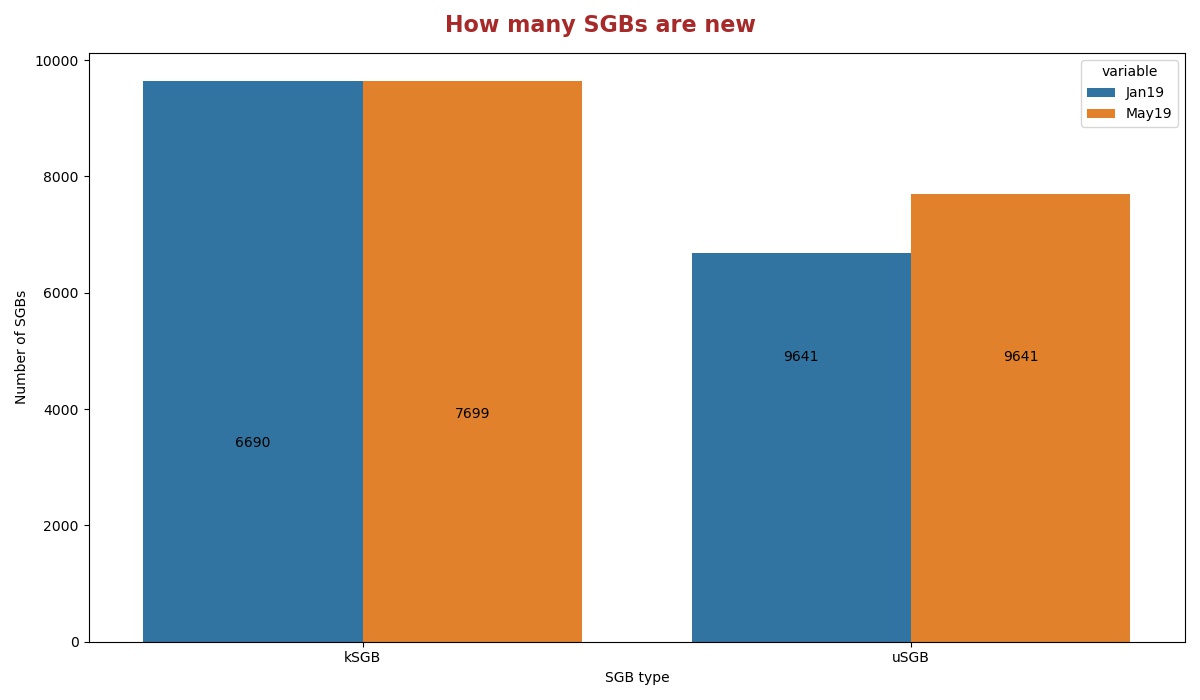 How many SGBs are new
10000
8000
6000
4000
2000
0
Number of SGBs
variable
Jan19
May19
6690
7699
9641
9641
kSGB
uSGB
SGB type